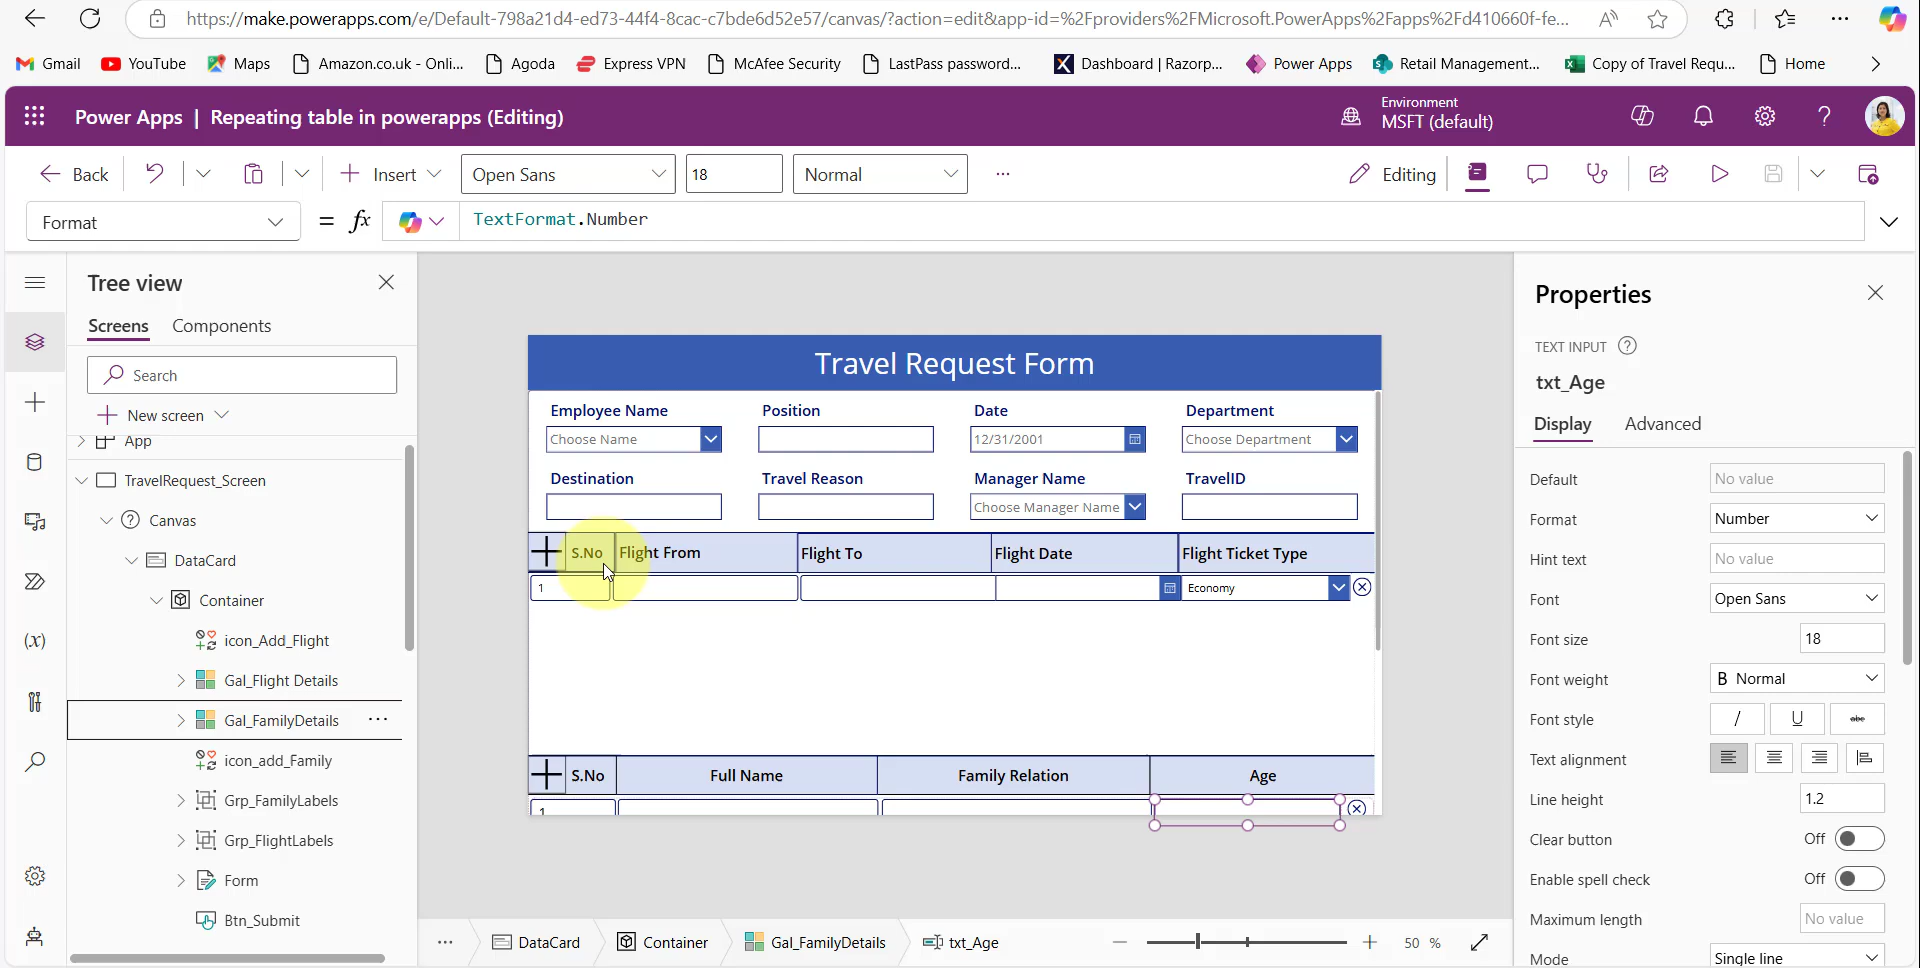 https://make.powerapps.com/e/Default-798a21d4-ed73-44f4-8cac-c7bde6d52e57/canvas/?action=edit&app-id=%2Fproviders%2FMicrosoft.PowerApps%2Fapps%2Fd410660f-fe...
Gmail YouTube Maps Amazon.co.uk - Onli... Agoda Express VPN McAfee Security LastPass password... Dashboard | Razorp... Power Apps Retail Management... Copy of Travel Requ... Home
Power Apps | Repeating table in powerapps (Editing)
Environment
MSFT (default)
Back Insert Open Sans 18 Normal ... Editing
Format = fx TextFormat.Number
Tree view
Screens Components
Search
New screen
App
TravelRequest_Screen
Canvas
DataCard
Container
icon_Add_Flight
Gal_Flight Details
Gal_FamilyDetails ...
icon_add_Family
Grp_FamilyLabels
Grp_FlightLabels
Form
Btn_Submit
Travel Request Form
Employee Name Position Date Department
Choose Name 12/31/2001 Choose Department
Destination Travel Reason Manager Name TravelID
Choose Manager Name
S.No Flight From Flight To Flight Date Flight Ticket Type
1 Economy
S.No Full Name Family Relation Age
1
... DataCard Container Gal_FamilyDetails txt_Age 50 %
Properties
TEXT INPUT
txt_Age
Display Advanced
Default No value
Format Number
Hint text No value
Font Open Sans
Font size 18
Font weight B Normal
Font style / U abc
Text alignment
Line height 1.2
Clear button Off
Enable spell check Off
Maximum length No value
Mode Single line